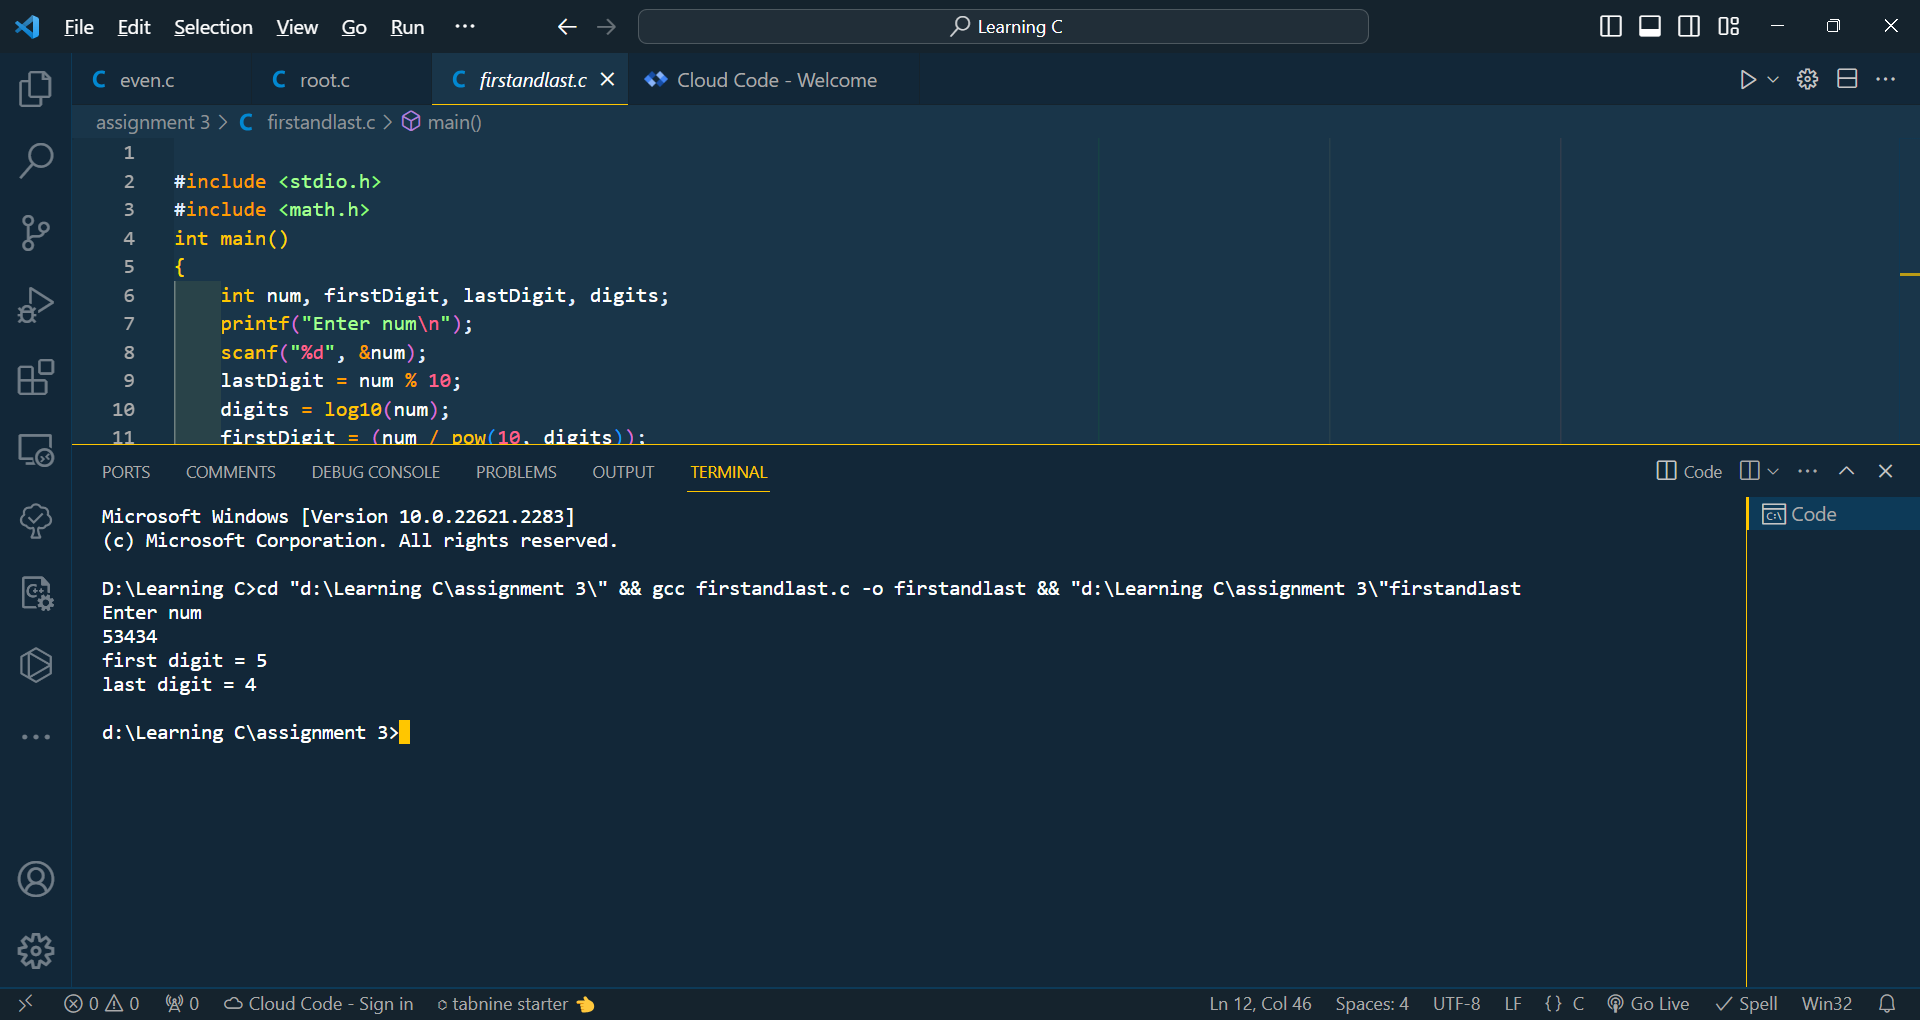 File Edit Selection View Go Run ··· Learning C
even.c root.c firstandlast.c Cloud Code - Welcome
assignment 3 > C firstandlast.c > main()
1
2 #include <stdio.h>
3 #include <math.h>
4 int main()
5 {
6 int num, firstDigit, lastDigit, digits;
7 printf("Enter num\n");
8 scanf("%d", &num);
9 lastDigit = num % 10;
10 digits = log10(num);
11 firstDigit = (num / pow(10, digits));
PORTS COMMENTS DEBUG CONSOLE PROBLEMS OUTPUT TERMINAL Code
Microsoft Windows [Version 10.0.22621.2283]
(c) Microsoft Corporation. All rights reserved.
D:\Learning C>cd "d:\Learning C\assignment 3\" && gcc firstandlast.c -o firstandlast && "d:\Learning C\assignment 3\"firstandlast
Enter num
53434
first digit = 5
last digit = 4
d:\Learning C\assignment 3>
Code
0 0 0 Cloud Code - Sign in tabnine starter Ln 12, Col 46 Spaces: 4 UTF-8 LF {} C Go Live Spell Win32